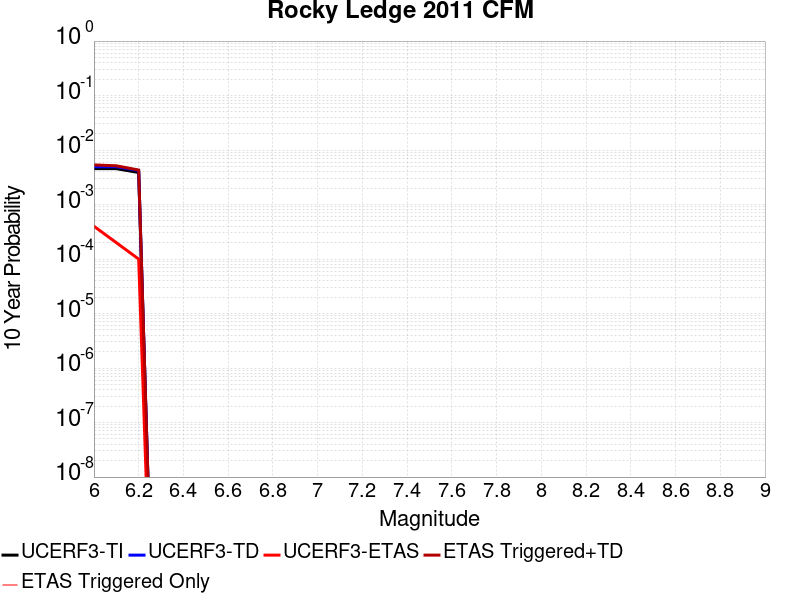 Rocky Ledge 2011 CFM
10 0
10 -1
10 -2
10 -3
10 -4
10 -5
10 -6
10 -7
10 -8
10 Year Probability
6 6.2 6.4 6.6 6.8 7 7.2 7.4 7.6 7.8 8 8.2 8.4 8.6 8.8 9
Magnitude
UCERF3-TI UCERF3-TD UCERF3-ETAS ETAS Triggered+TD
ETAS Triggered Only